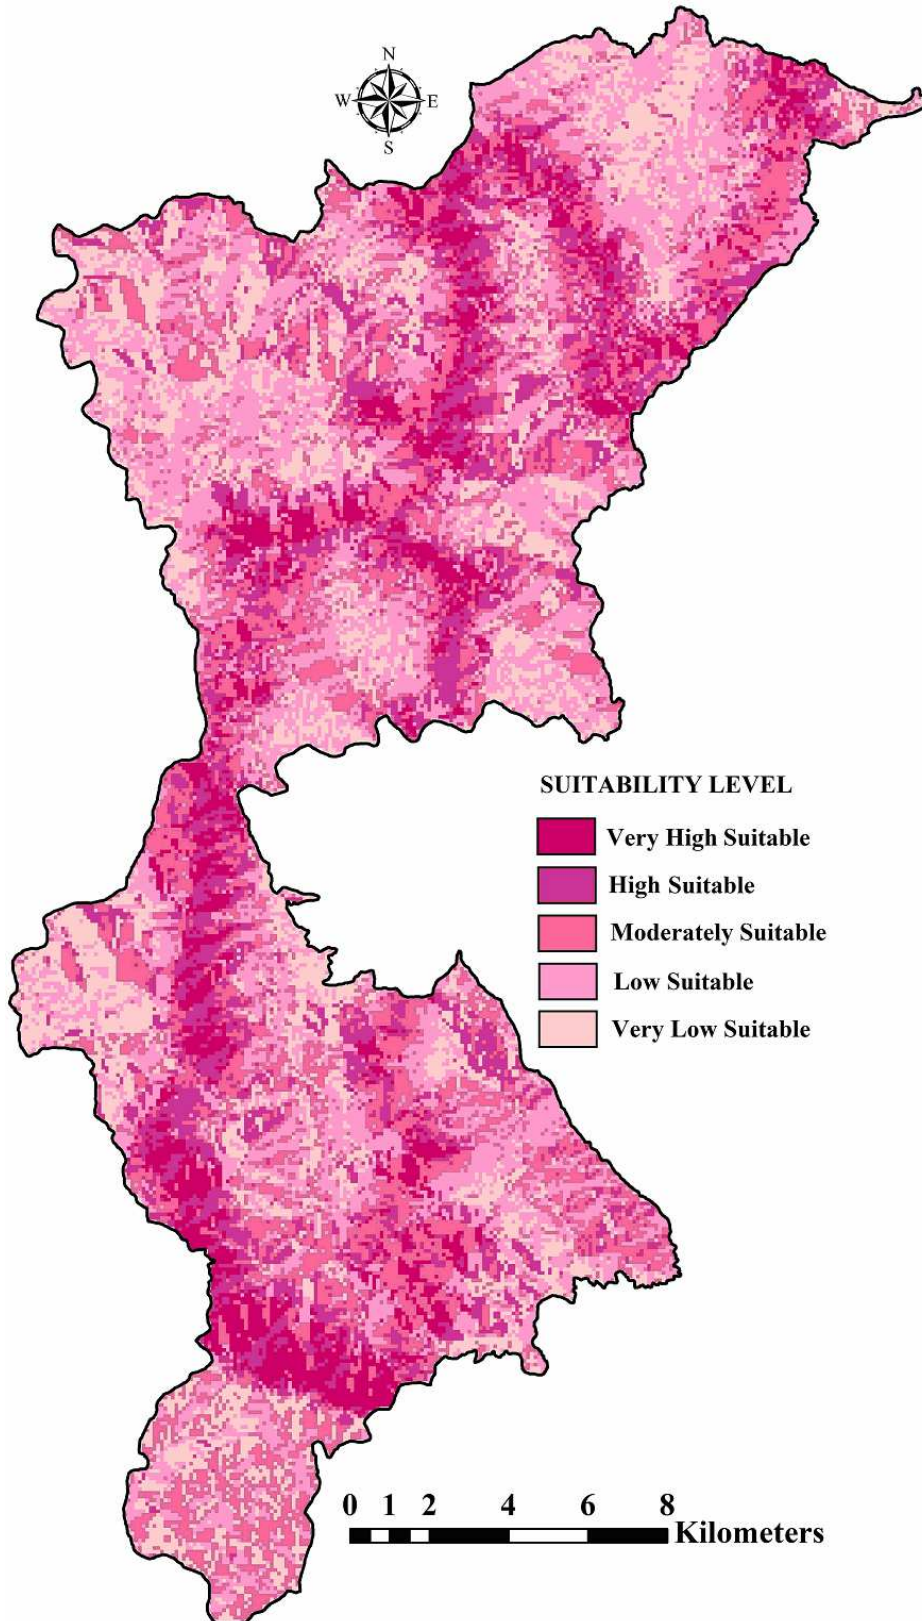 N
W E
S
SUITABILITY LEVEL
Very High Suitable
High Suitable
Moderately Suitable
Low Suitable
Very Low Suitable
0 1 2 4 6 8
Kilometers